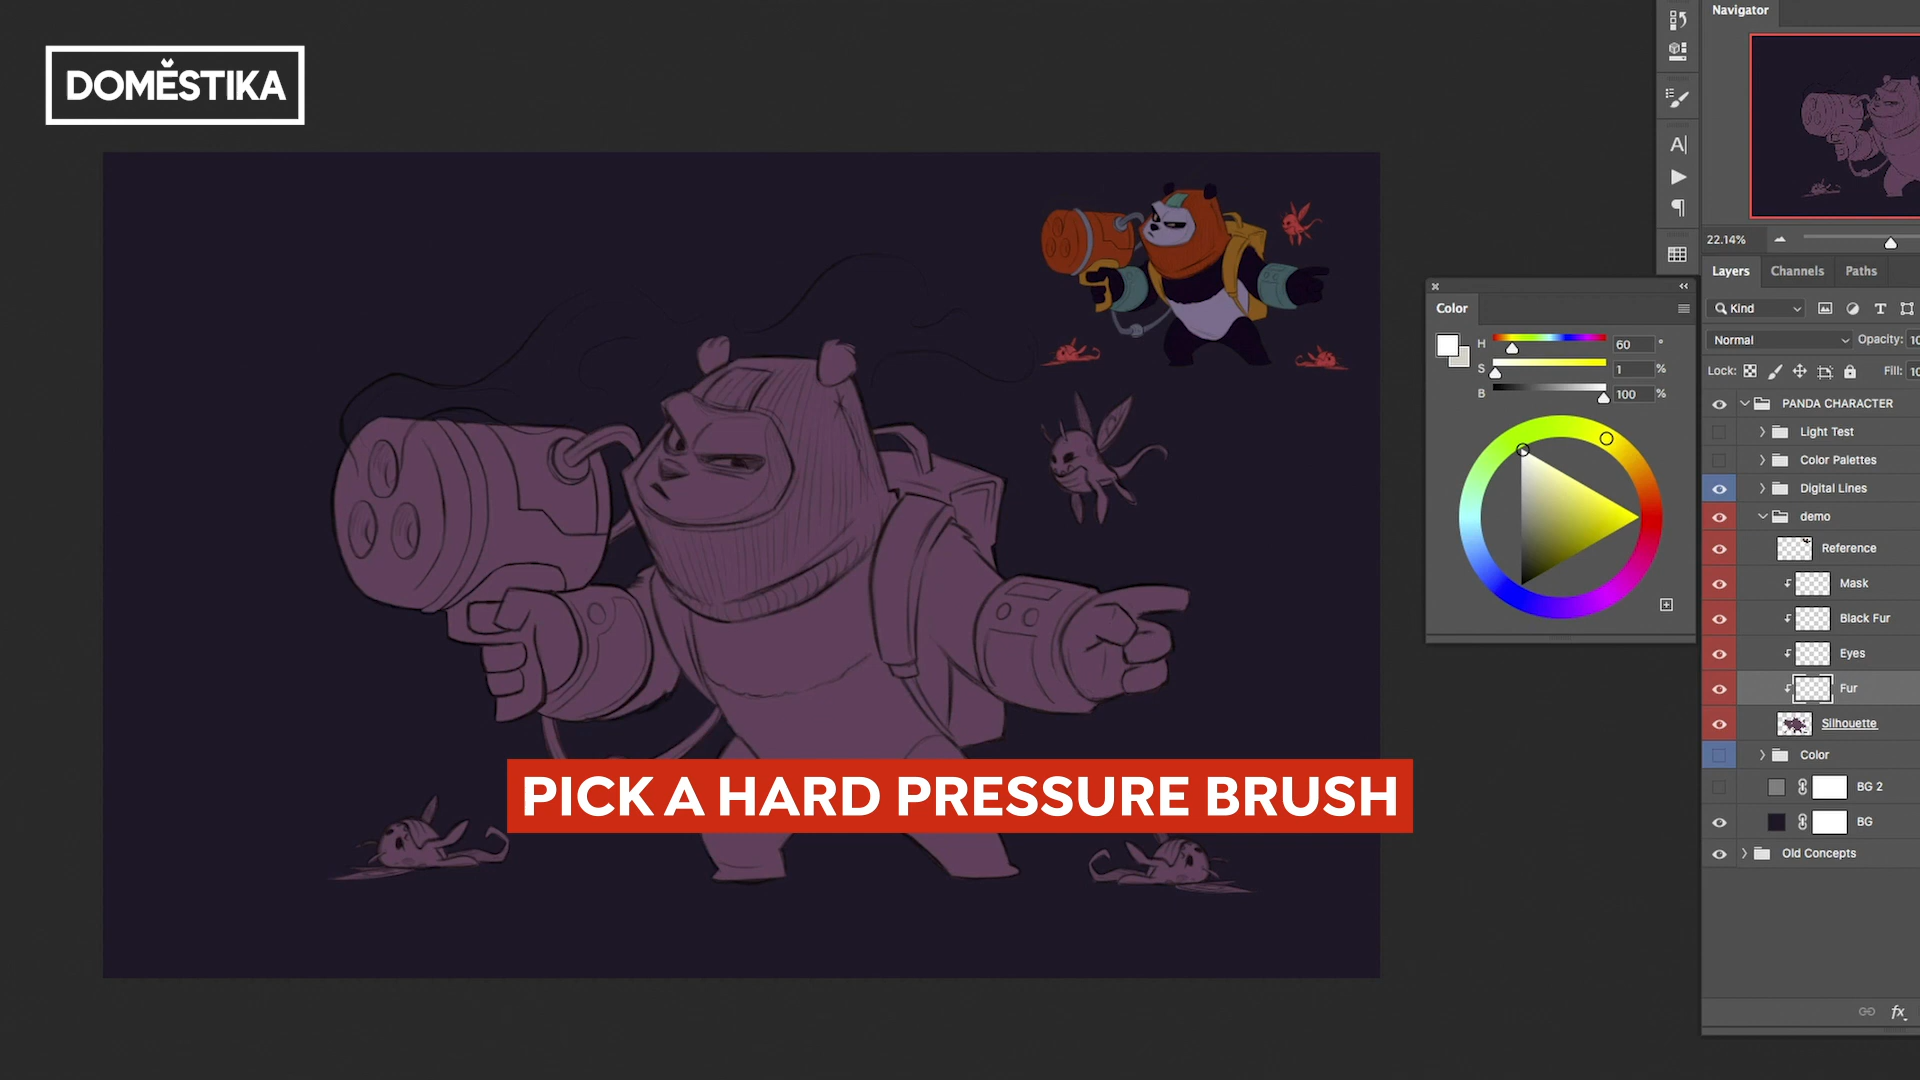 DOMĚSTIKA
Navigator
22.14%
Layers
Channels
Paths
Kind
Normal
Opacity:
Lock:
Fill:
Color
H
60
°
S
1
%
B
100
%
PANDA CHARACTER
Light Test
Color Palettes
Digital Lines
demo
Reference
Mask
Black Fur
Eyes
Fur
Silhouette
Color
BG 2
BG
Old Concepts
fx
PICK A HARD PRESSURE BRUSH